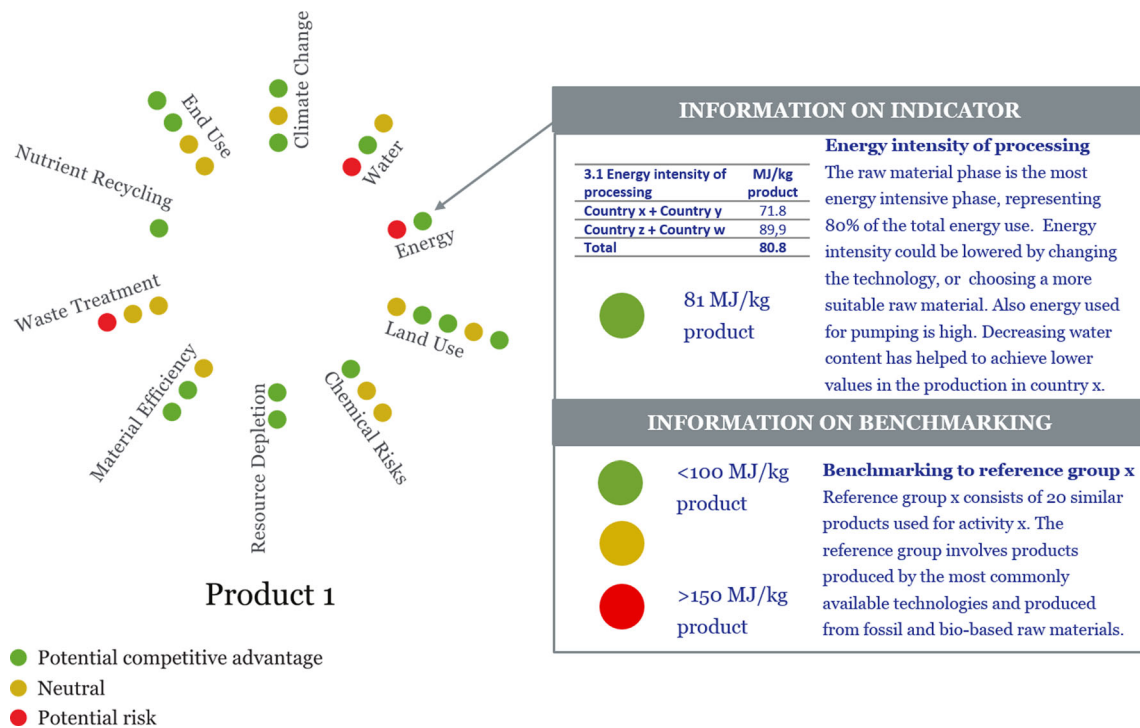 Climate Change
Water
Energy
Land Use
Chemical Risks
Resource Depletion
Material Efficiency
Waste Treatment
Nutrient Recycling
End Use
Product 1
Potential competitive advantage
Neutral
Potential risk
INFORMATION ON INDICATOR
3.1 Energy intensity of
processing
MJ/kg
product
Country x + Country y 71.8
Country z + Country w 89,9
Total 80.8
81 MJ/kg
product
Energy intensity of processing
The raw material phase is the most
energy intensive phase, representing
80% of the total energy use. Energy
intensity could be lowered by changing
the technology, or choosing a more
suitable raw material. Also energy used
for pumping is high. Decreasing water
content has helped to achieve lower
values in the production in country x.
INFORMATION ON BENCHMARKING
<100 MJ/kg
product
>150 MJ/kg
product
Benchmarking to reference group x
Reference group x consists of 20 similar
products used for activity x. The
reference group involves products
produced by the most commonly
available technologies and produced
from fossil and bio-based raw materials.